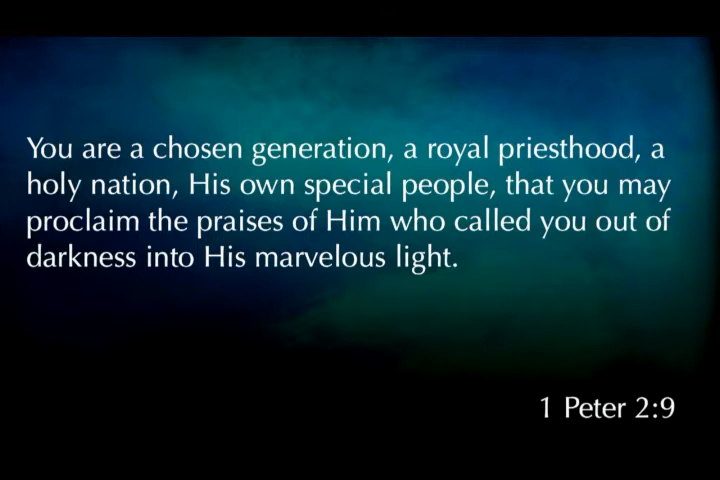 You are a chosen generation, a royal priesthood, a
holy nation, His own special people, that you may
proclaim the praises of Him who called you out of
darkness into His marvelous light.
1 Peter 2:9